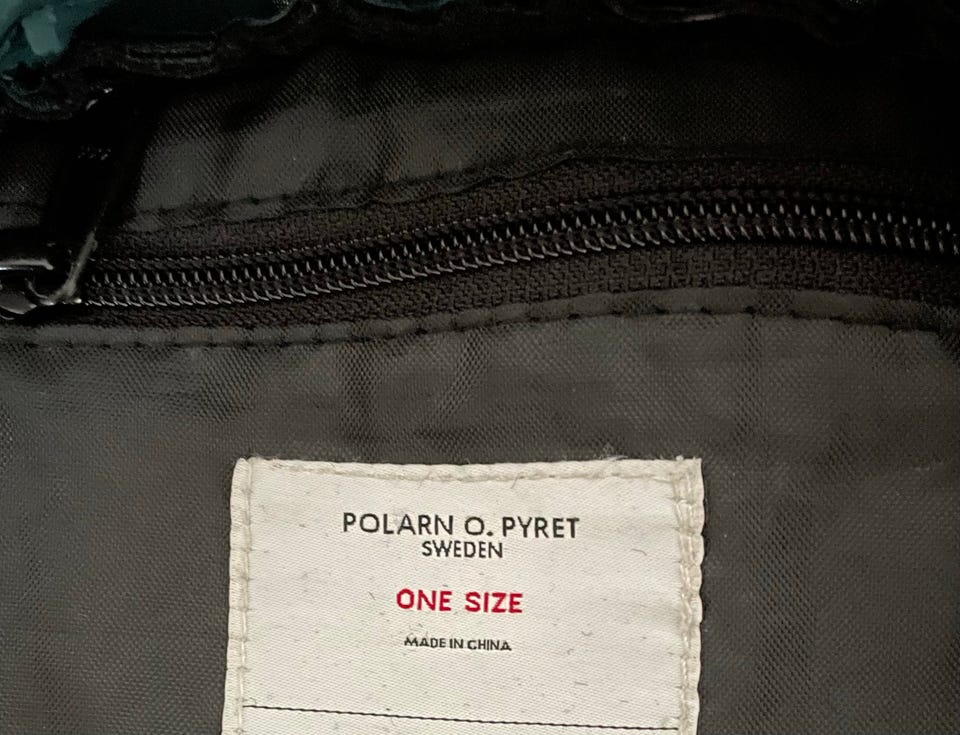 POLARN O. PYRET
SWEDEN
ONE SIZE
MADE IN CHINA